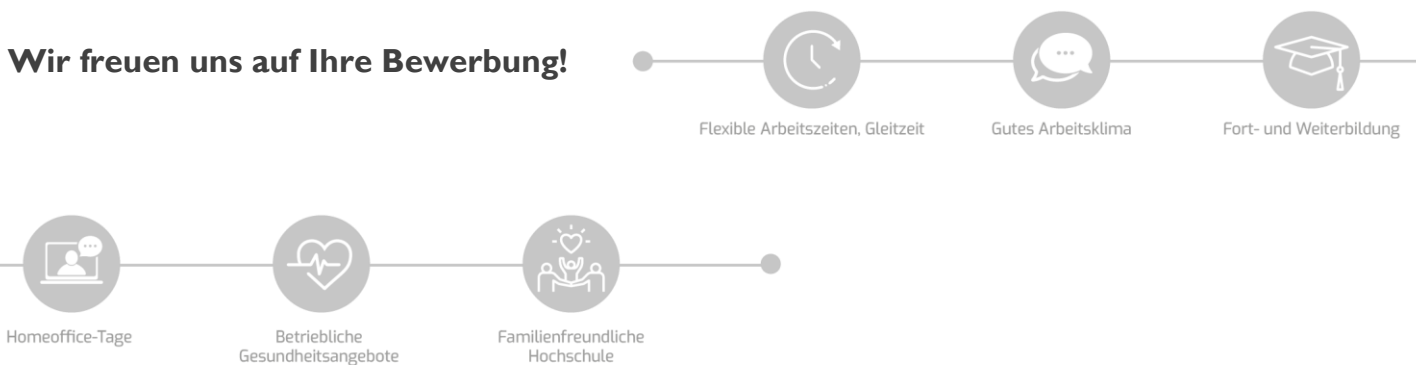 Wir freuen uns auf Ihre Bewerbung!
Flexible Arbeitszeiten, Gleitzeit
Gutes Arbeitsklima
Fort- und Weiterbildung
Homeoffice-Tage
Betriebliche
Gesundheitsangebote
Familienfreundliche
Hochschule